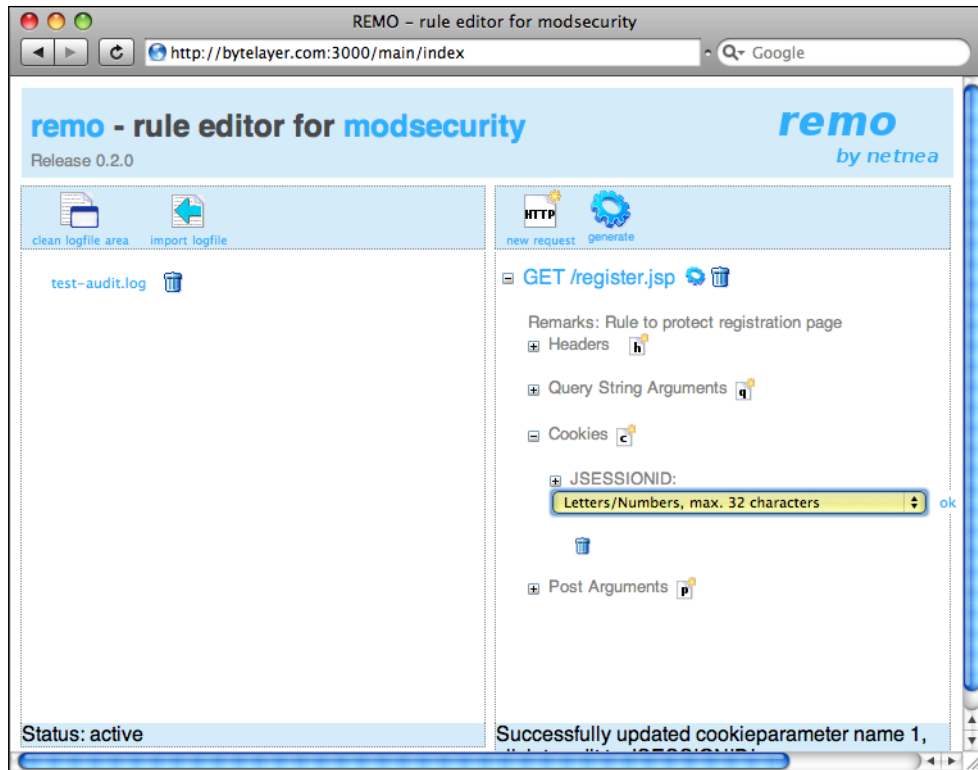 REMO – rule editor for modsecurity
http://bytelayer.com:3000/main/index
Google
remo - rule editor for modsecurity
Release 0.2.0
remo
by netnea
clean logfile area
import logfile
HTTP
new request
generate
test-audit.log
GET /register.jsp
Remarks: Rule to protect registration page
Headers h
Query String Arguments q
Cookies c
JSESSIONID:
Letters/Numbers, max. 32 characters
ok
Post Arguments p
Status: active
Successfully updated cookieparameter name 1,